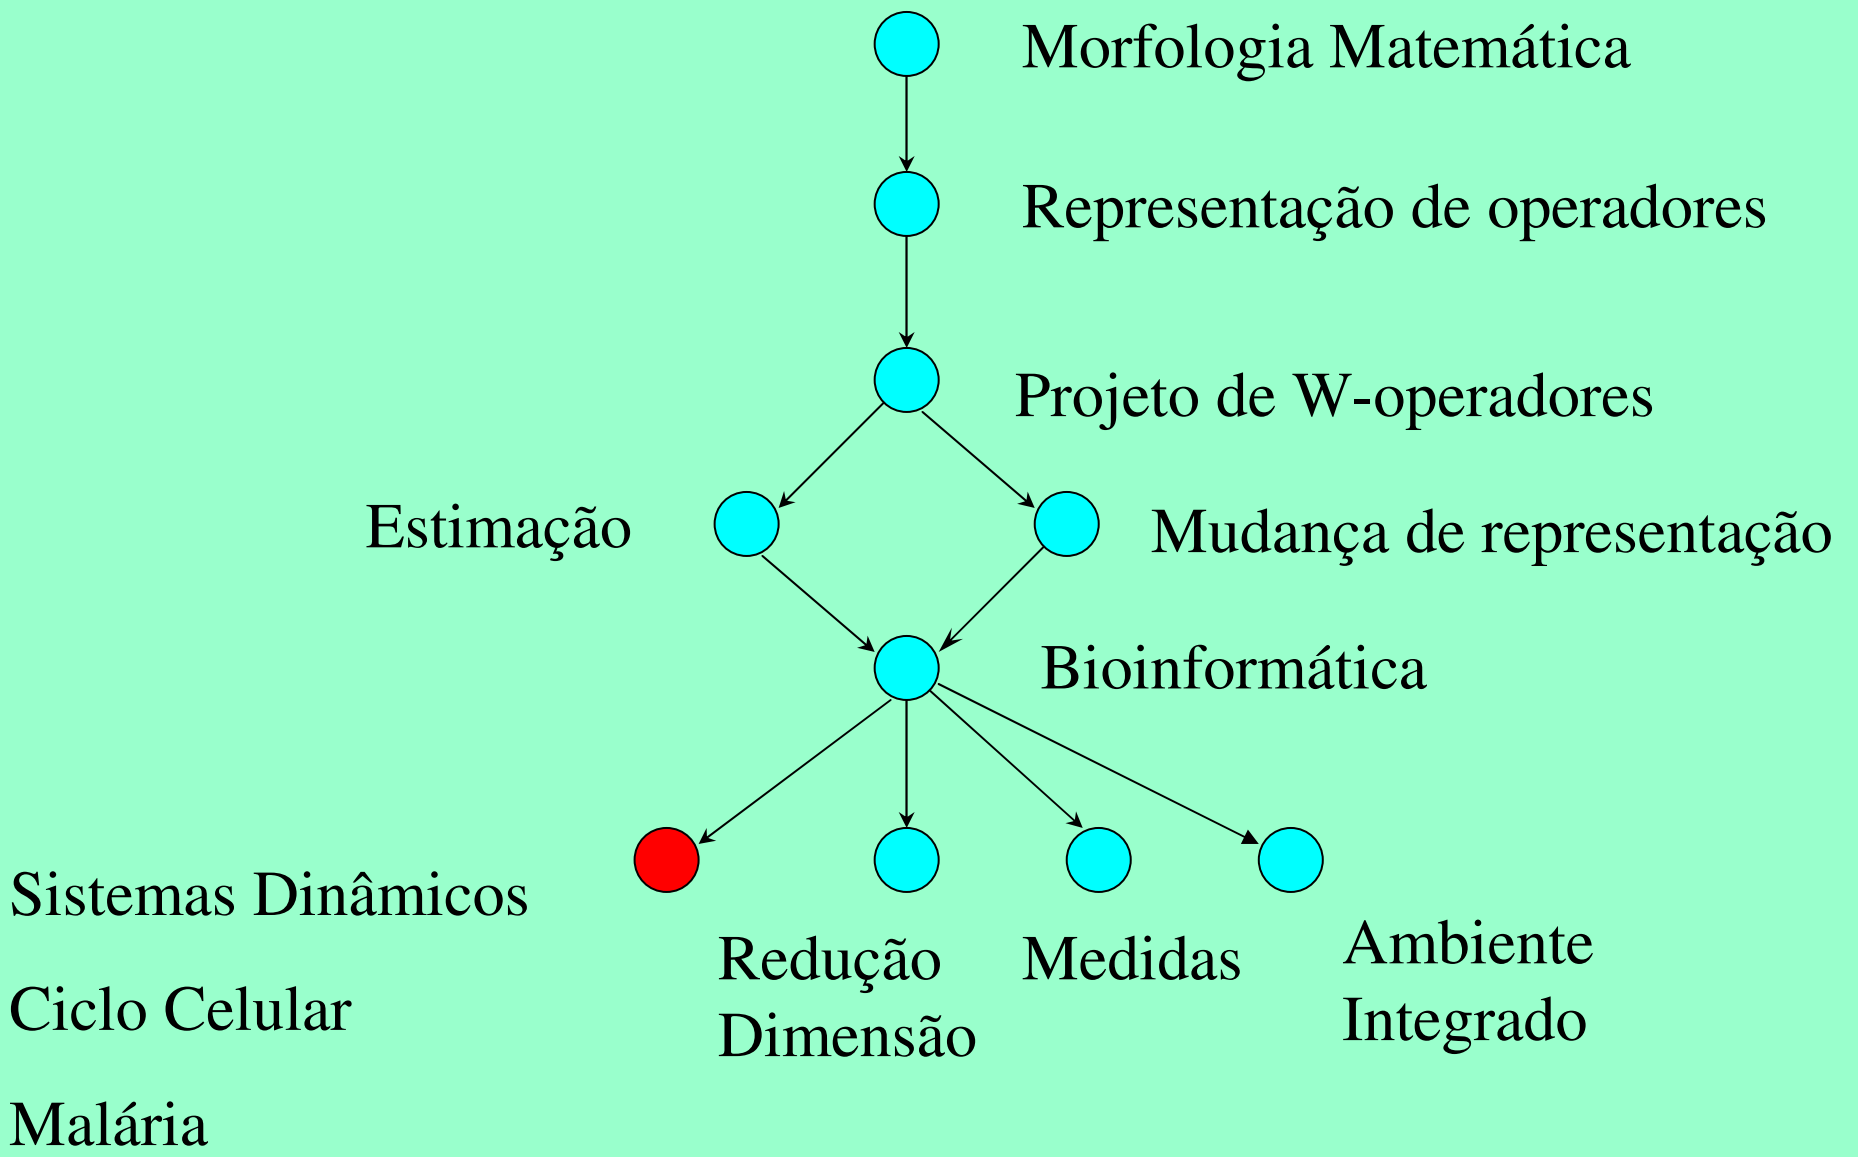 Morfologia Matemática
Representação de operadores
Projeto de W-operadores
Estimação
Mudança de representação
Bioinformática
Sistemas Dinâmicos
Ciclo Celular
Malária
Redução
Dimensão
Medidas
Ambiente
Integrado